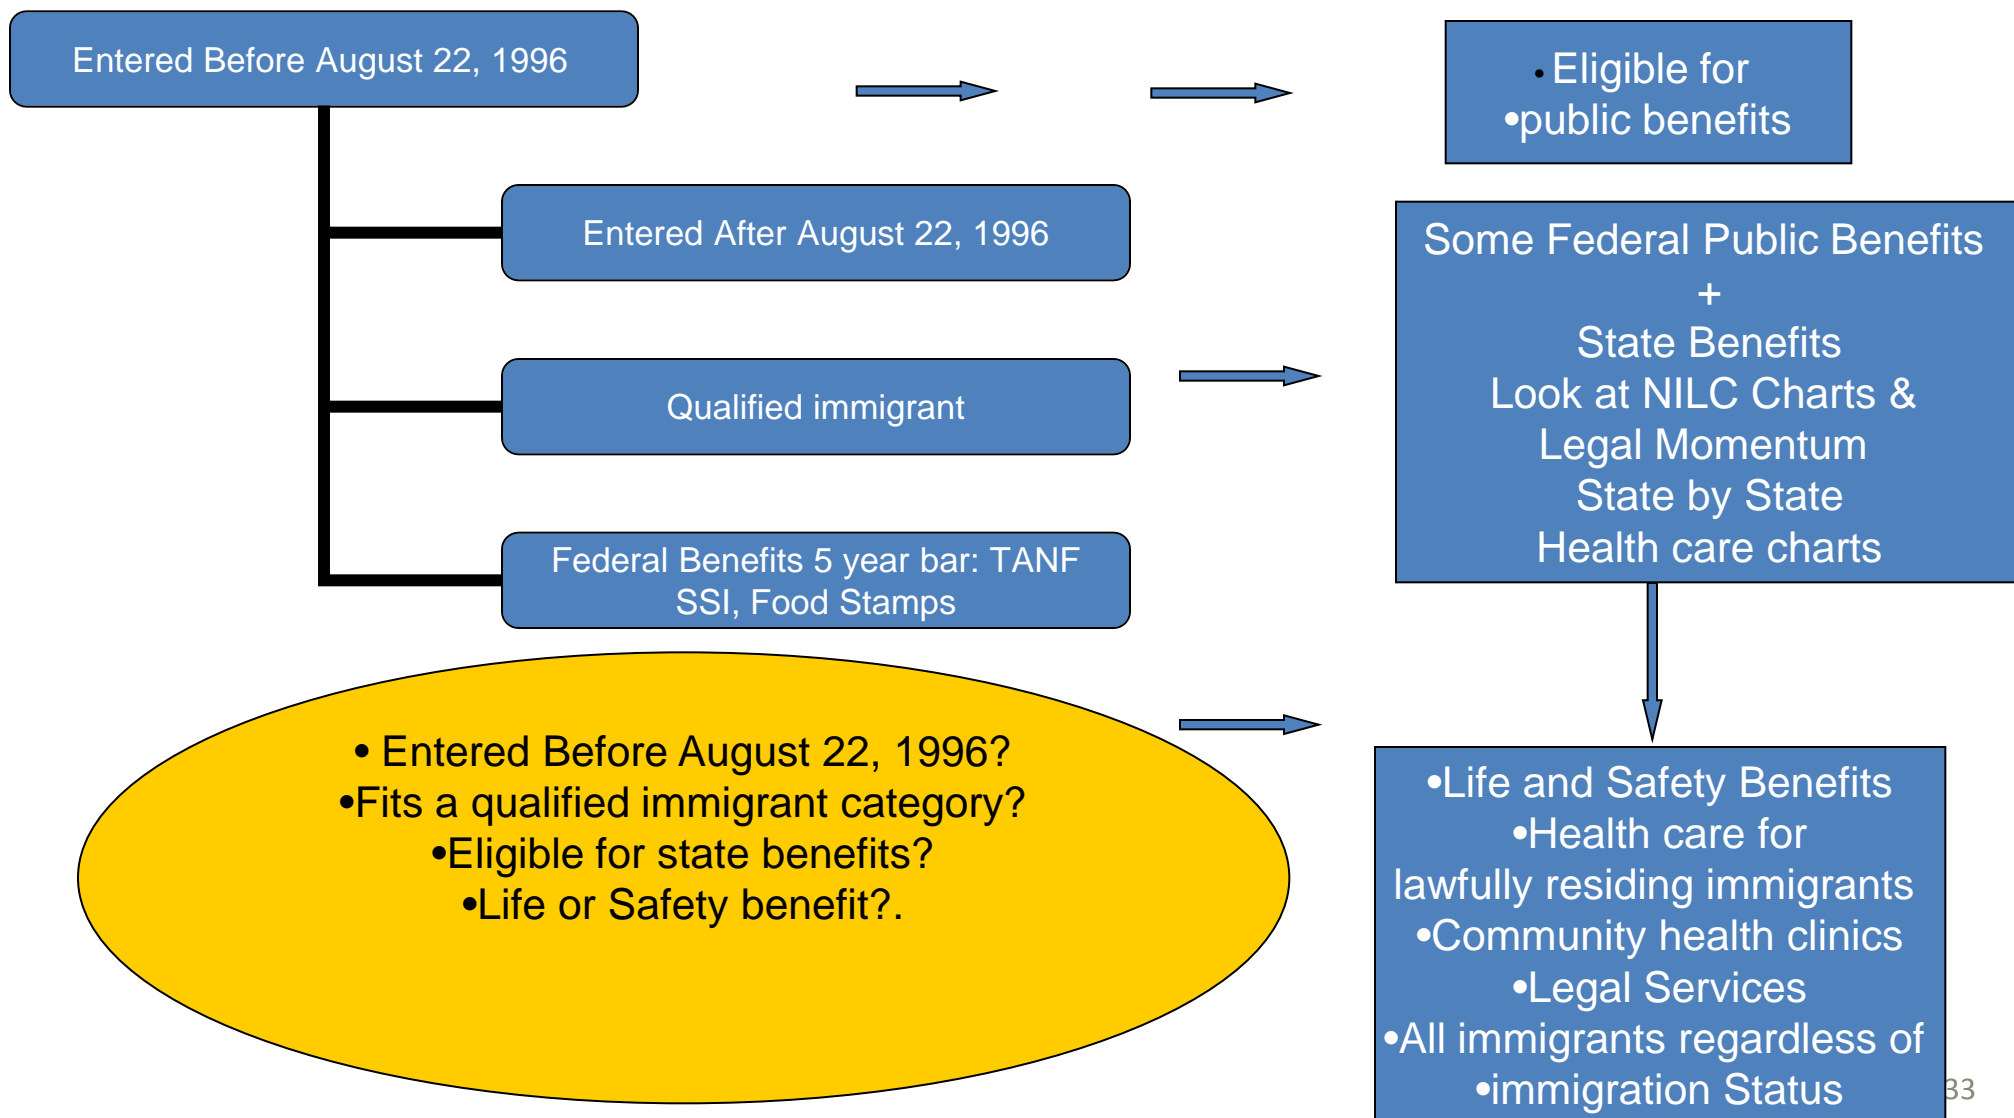 Entered Before August 22, 1996
• Eligible for
•public benefits
Entered After August 22, 1996
Qualified immigrant
Federal Benefits 5 year bar: TANF
SSI, Food Stamps
Some Federal Public Benefits
+
State Benefits
Look at NILC Charts &
Legal Momentum
State by State
Health care charts
• Entered Before August 22, 1996?
•Fits a qualified immigrant category?
•Eligible for state benefits?
•Life or Safety benefit?.
•Life and Safety Benefits
•Health care for
lawfully residing immigrants
•Community health clinics
•Legal Services
•All immigrants regardless of
•immigration Status
33